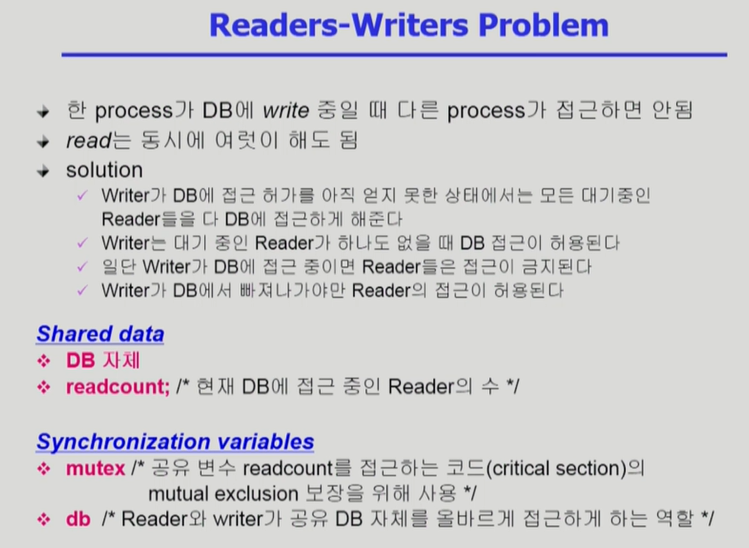 Readers-Writers Problem
한 process가 DB에 write 중일 때 다른 process가 접근하면 안됨
read는 동시에 여럿이 해도 됨
solution
✓ Writer가 DB에 접근 허가를 아직 얻지 못한 상태에서는 모든 대기중인
Reader들을 다 DB에 접근하게 해준다
✓ Writer는 대기 중인 Reader가 하나도 없을 때 DB 접근이 허용된다
✓ 일단 Writer가 DB에 접근 중이면 Reader들은 접근이 금지된다
✓ Writer가 DB에서 빠져나가야만 Reader의 접근이 허용된다
Shared data
❖ DB 자체
❖ readcount; /* 현재 DB에 접근 중인 Reader의 수 */
Synchronization variables
❖ mutex /* 공유 변수 readcount를 접근하는 코드(critical section)의
mutual exclusion 보장을 위해 사용 */
❖ db /* Reader와 writer가 공유 DB 자체를 올바르게 접근하게 하는 역할 */